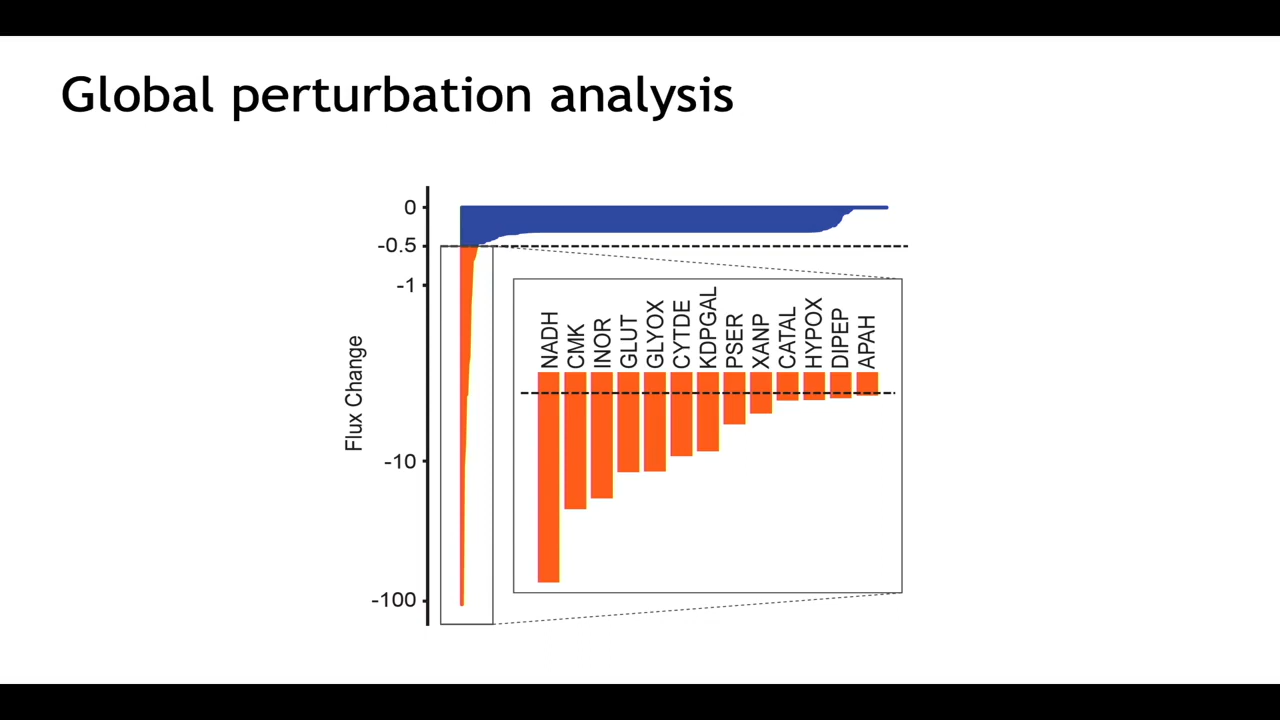 Global perturbation analysis
0
-0.5
-1
-10
-100
Flux Change
NADH
CMK
INOR
GLUT
GLYOX
CYTDE
KDPGAL
PSER
XANP
CATAL
HYPOX
DIPEP
APAH